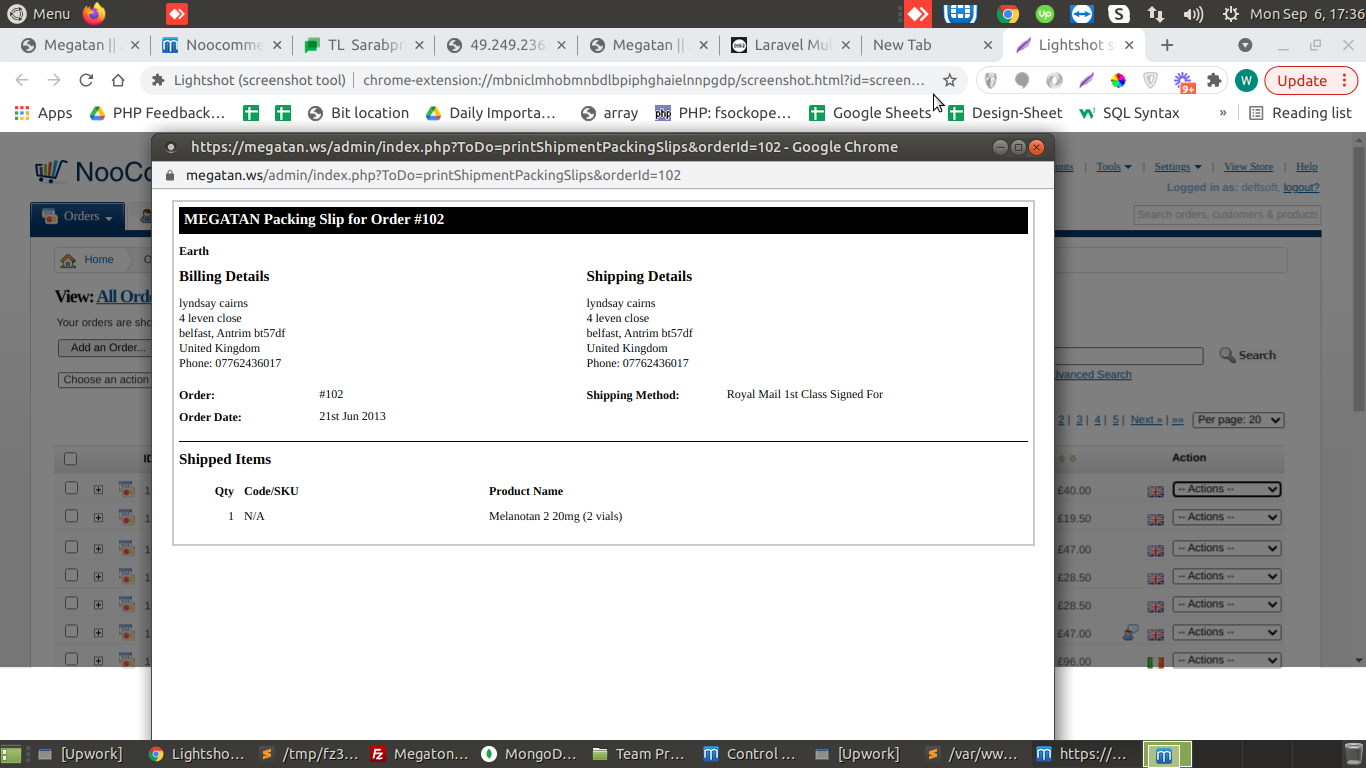 Menu
Mon Sep 6, 17:36
Megatan ||
Noocomme
TL Sarabpr
49.249.236
Megatan ||
Laravel Mul
New Tab
Lightshot s
Lightshot (screenshot tool)
chrome-extension://mbniclmhobmnbdlbpiphghaielnnpgdp/screenshot.html?id=screen...
9+
W
Update
Apps
PHP Feedback...
Bit location
Daily Importa...
array
php
PHP: fsockope...
Google Sheets
Design-Sheet
SQL Syntax
»
Reading list
https://megatan.ws/admin/index.php?ToDo=printShipmentPackingSlips&orderId=102 - Google Chrome
megatan.ws/admin/index.php?ToDo=printShipmentPackingSlips&orderId=102
NooCo
Tools
Settings
View Store
Help
Logged in as: deftsoft, logout?
Orders
Search orders, customers & products
Home
View: All Orde
Your orders are sho
Add an Order...
Choose an action
Search
dvanced Search
2 | 3 | 4 | 5 | Next » | »»
Per page: 20
Action
£40.00 -- Actions --
£19.50 -- Actions --
£47.00 -- Actions --
£28.50 -- Actions --
£28.50 -- Actions --
£47.00 -- Actions --
£96.00 -- Actions --
MEGATAN Packing Slip for Order #102
Earth
Billing Details
lyndsay cairns
4 leven close
belfast, Antrim bt57df
United Kingdom
Phone: 07762436017
Shipping Details
lyndsay cairns
4 leven close
belfast, Antrim bt57df
United Kingdom
Phone: 07762436017
Order: #102
Order Date: 21st Jun 2013
Shipping Method: Royal Mail 1st Class Signed For
Shipped Items
Qty Code/SKU Product Name
1 N/A Melanotan 2 20mg (2 vials)
[Upwork]
Lightsho...
/tmp/fz3...
Megaton...
MongoD...
Team Pr...
Control ...
[Upwork]
/var/ww...
https://...